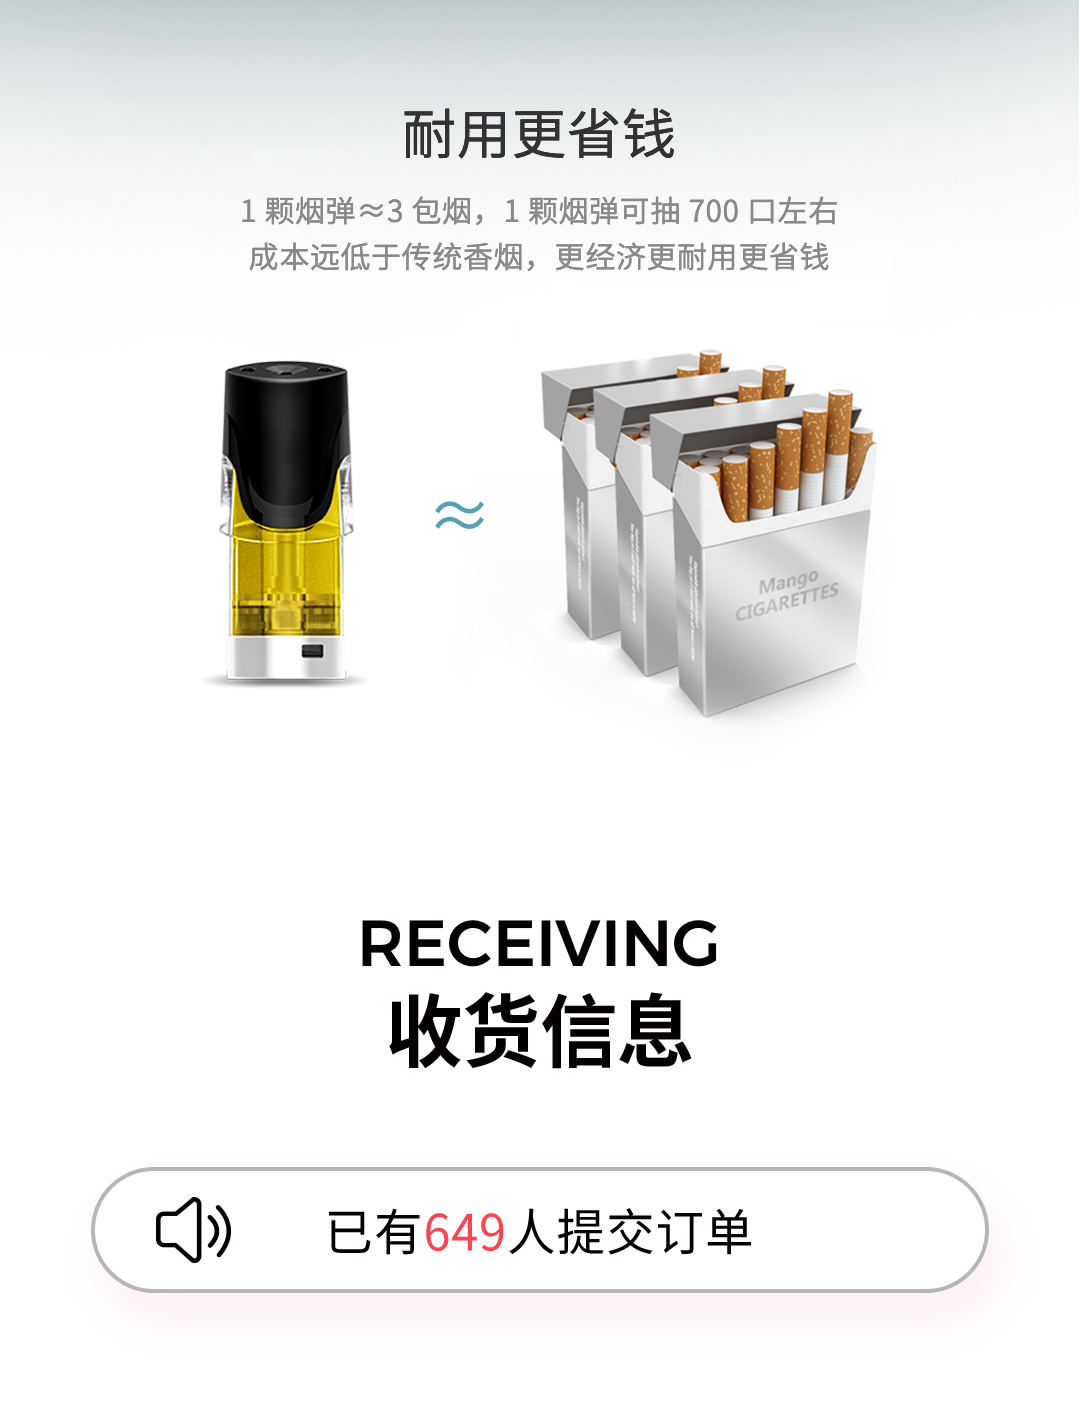 耐用更省钱
1 颗烟弹≈3 包烟，1 颗烟弹可抽 700 口左右
成本远低于传统香烟，更经济更耐用更省钱
≈
Mango
CIGARETTES
RECEIVING
收货信息
已有649人提交订单